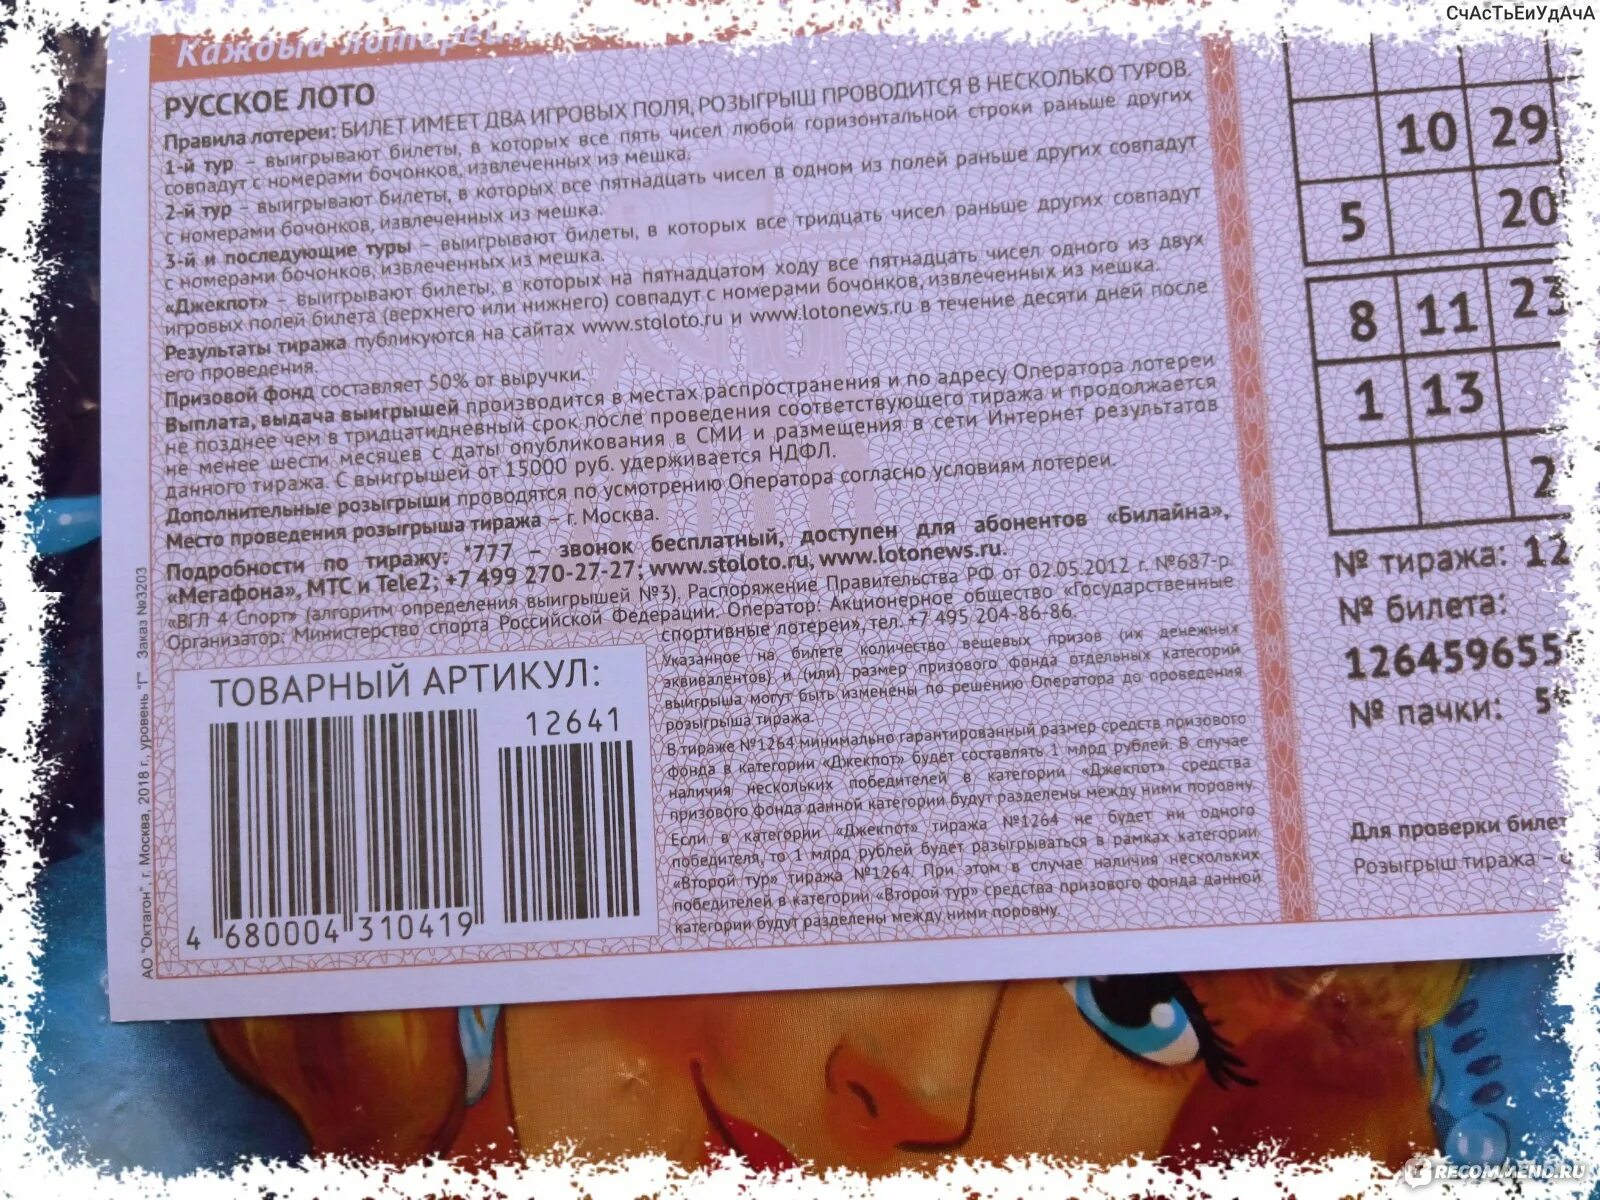 СчАсТьЕиУдАчА
Каждый
РУССКОЕ ЛОТО
Правила лотереи: БИЛЕТ ИМЕЕТ ДВА ИГРОВЫХ ПОЛЯ, РОЗЫГРЫШ ПРОВОДИТСЯ В НЕСКОЛЬКО ТУРОВ.
1-й тур – выигрывают билеты, в которых все пять чисел любой горизонтальной строки раньше других
совпадут с номерами бочонков, извлеченных из мешка.
2-й тур – выигрывают билеты, в которых все пятнадцать чисел в одном из полей раньше других совпадут
с номерами бочонков, извлеченных из мешка.
3-й и последующие туры – выигрывают билеты, в которых все тридцать чисел раньше других совпадут
с номерами бочонков, извлеченных из мешка.
«Джекпот» – выигрывают билеты, в которых на пятнадцатом ходу все пятнадцать чисел одного из двух
игровых полей билета (верхнего или нижнего) совпадут с номерами бочонков, извлеченных из мешка.
Результаты тиража публикуются на сайтах www.stoloto.ru и www.lotonews.ru в течение десяти дней после
его проведения.
Призовой фонд составляет 50% от выручки.
Выплата, выдача выигрышей производится в местах распространения и по адресу Оператора лотереи
не позднее чем в тридцатидневный срок после проведения соответствующего тиража и продолжается
не менее шести месяцев с даты опубликования в СМИ и размещения в сети Интернет результатов
данного тиража. С выигрышей от 15000 руб. удерживается НДФЛ.
Дополнительные розыгрыши проводятся по усмотрению Оператора согласно условиям лотереи.
Место проведения розыгрыша тиража – г. Москва.
Подробности по тиражу: *777 – звонок бесплатный, доступен для абонентов «Билайна»,
«Мегафона», МТС и Tele2; +7 499 270-27-27; www.stoloto.ru, www.lotonews.ru.
«ВГЛ 4 Спорт» (алгоритм определения выигрышей №3). Распоряжение Правительства РФ от 02.05.2012 г. №687-р.
Организатор: Министерство спорта Российской Федерации. Оператор: Акционерное общество «Государственные
спортивные лотереи», тел. +7 495 204-86-86.
Указанное на билете количество вещевых призов (их денежных
эквивалентов) и (или) размер призового фонда отдельных категорий
выигрыша могут быть изменены по решению Оператора до проведения
розыгрыша тиража.
В тираже №1264 минимально гарантированный размер средств призового
фонда в категории «Джекпот» будет составлять 1 млрд рублей. В случае
наличия нескольких победителей в категории «Джекпот» средства
призового фонда данной категории будут разделены между ними поровну.
Если в категории «Джекпот» тиража №1264 не будет ни одного
победителя, то 1 млрд рублей будет разыгрываться в рамках категории
«Второй тур» тиража №1264. При этом в случае наличия нескольких
победителей в категории «Второй тур» средства призового фонда данной
категории будут разделены между ними поровну.
ТОВАРНЫЙ АРТИКУЛ:
12641
4 680004 310419
АО "Октагон", г. Москва, 2018 г., уровень "Г" Заказ №3203
10 29
5 20
8 11 23
1 13
2
№ тиража: 12
№ билета:
126459655
№ пачки: 5
Для проверки билет
Розыгрыш тиража –
RECOMMEND.RU